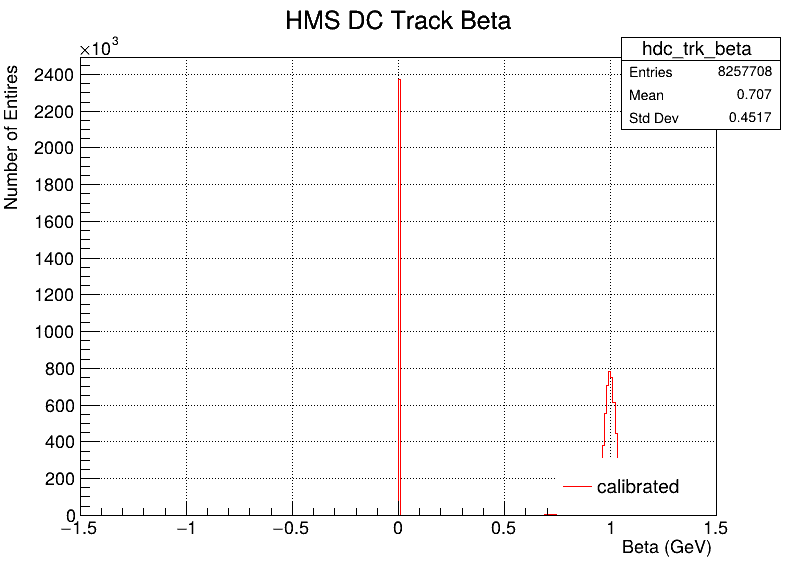 HMS DC Track Beta
×10³
hdc_trk_beta
Entries 8257708
Mean 0.707
Std Dev 0.4517
Number of Entires
2400
2200
2000
1800
1600
1400
1200
1000
800
600
400
200
0
calibrated
−1.5 −1 −0.5 0 0.5 1 1.5
Beta (GeV)